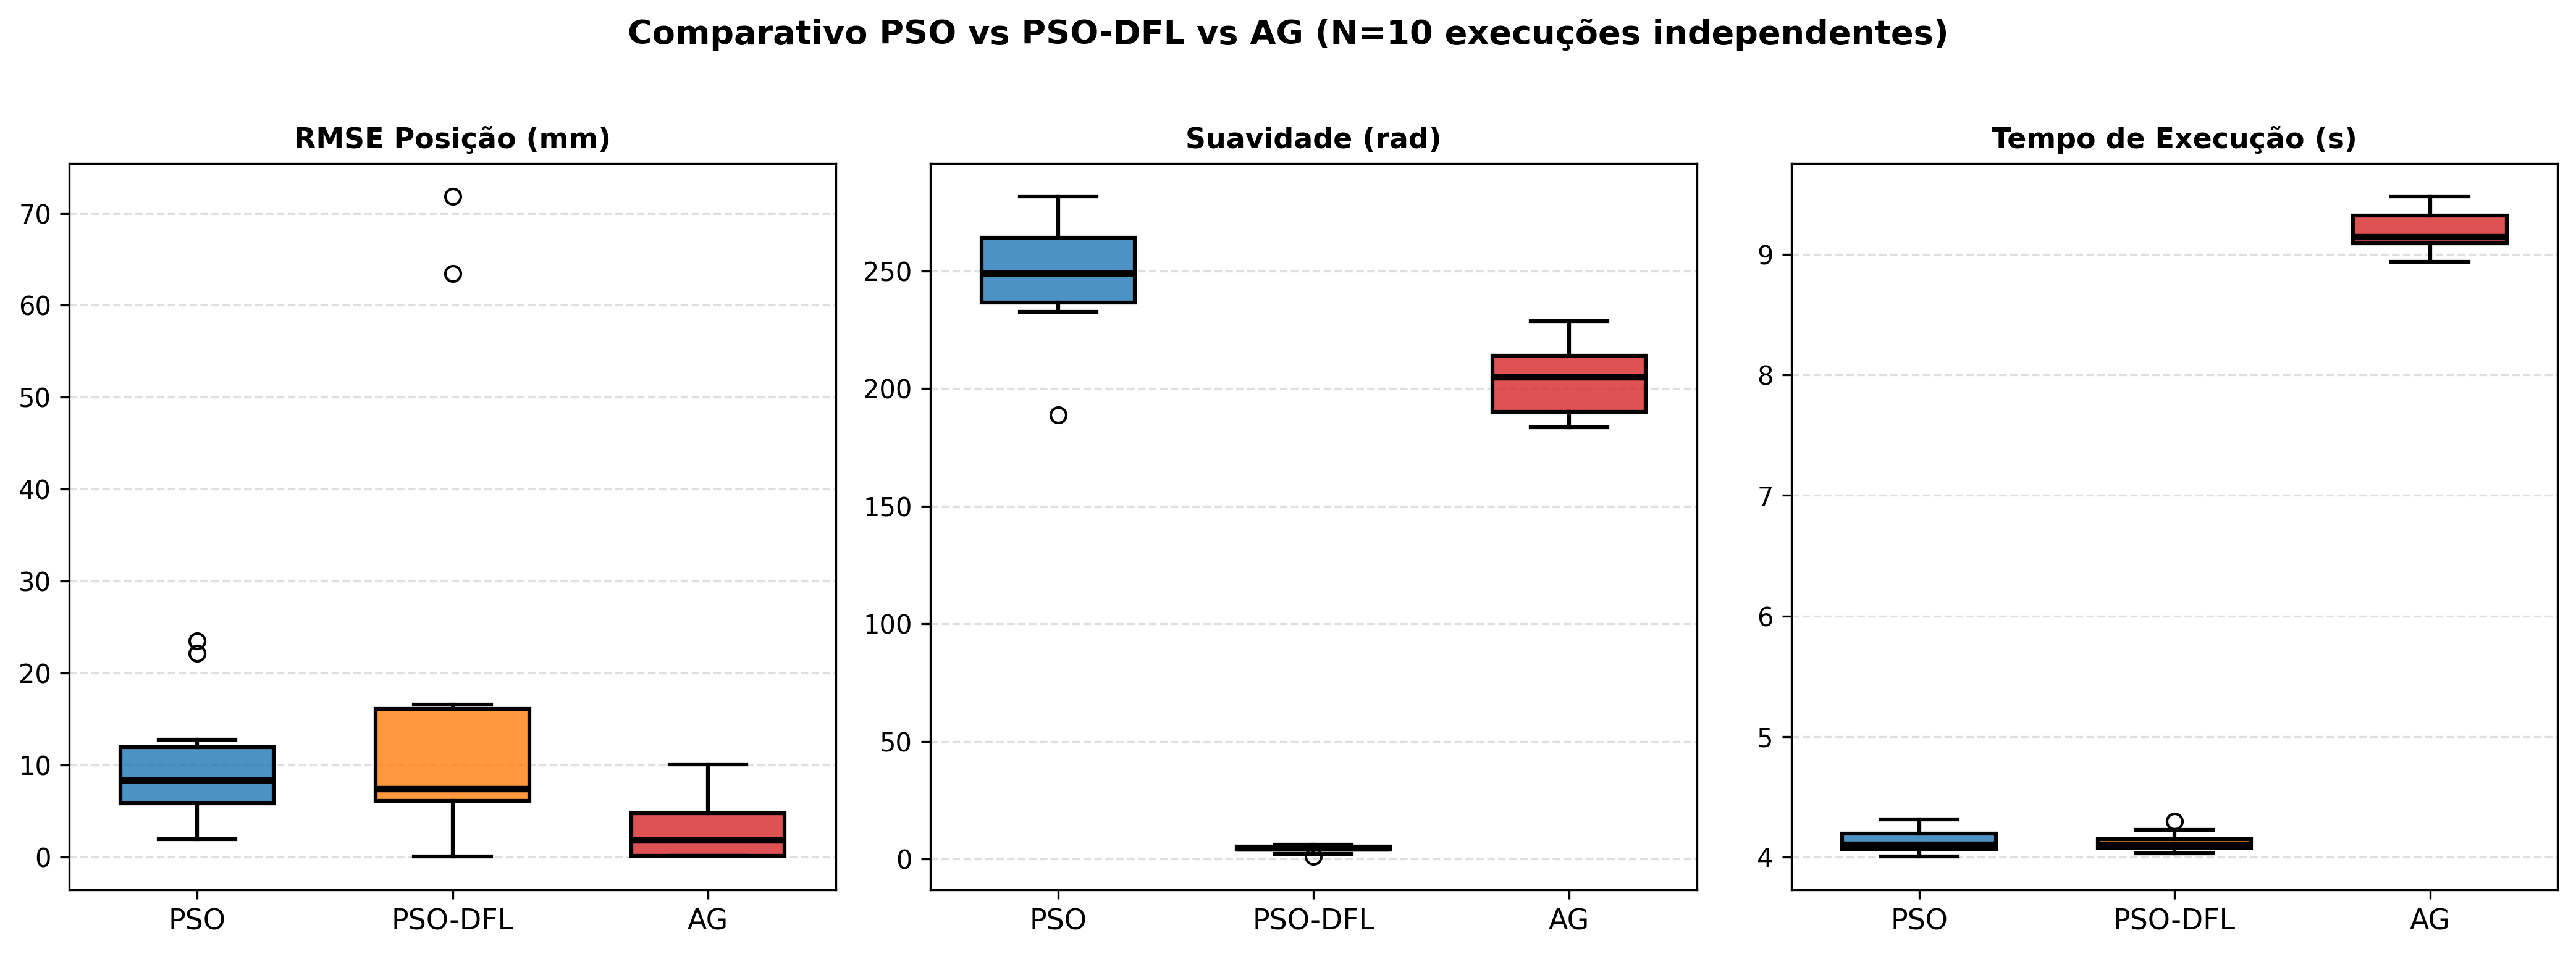 Comparativo PSO vs PSO-DFL vs AG (N=10 execuções independentes)
RMSE Posição (mm)
70
60
50
40
30
20
10
0
PSO
PSO-DFL
AG
Suavidade (rad)
250
200
150
100
50
0
PSO
PSO-DFL
AG
Tempo de Execução (s)
9
8
7
6
5
4
PSO
PSO-DFL
AG